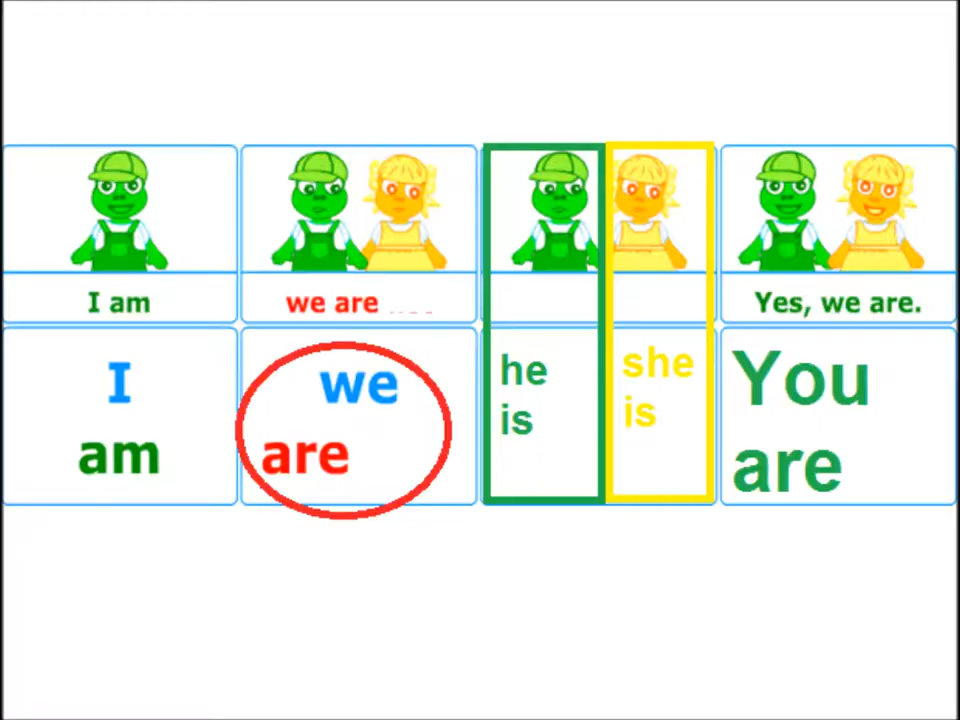 I am
we are
Yes, we are.
I
am
we
are
he
is
she
is
You
are